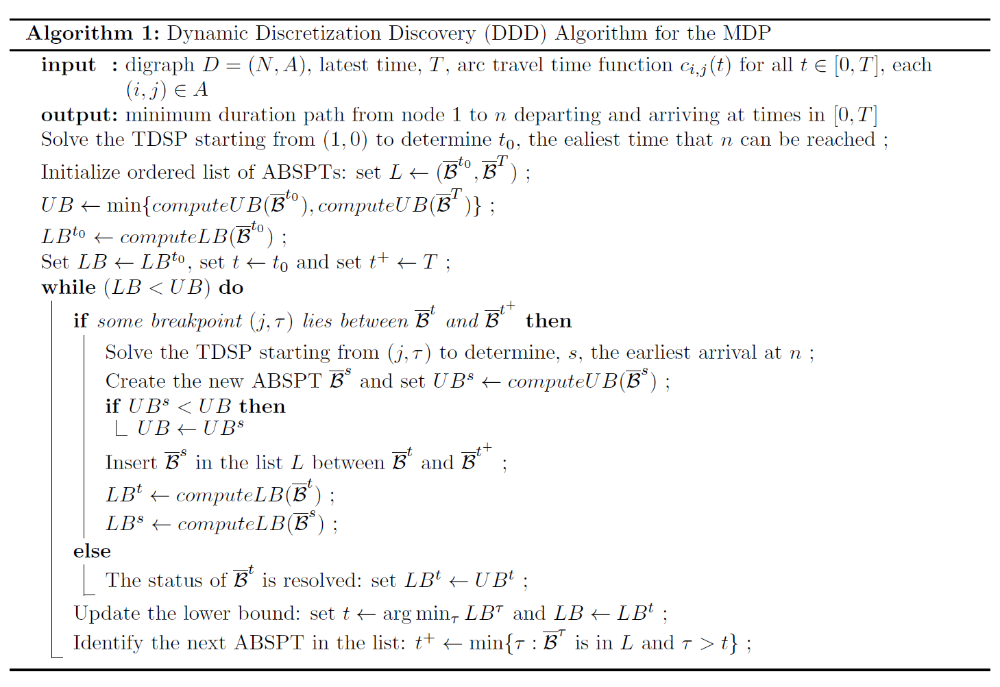 Algorithm 1: Dynamic Discretization Discovery (DDD) Algorithm for the MDP
input : digraph $D = (N, A)$, latest time, $T$, arc travel time function $c_{i,j}(t)$ for all $t \in [0, T]$, each
$(i, j) \in A$
output: minimum duration path from node 1 to $n$ departing and arriving at times in $[0, T]$
Solve the TDSP starting from $(1, 0)$ to determine $t_0$, the ealiest time that $n$ can be reached ;
Initialize ordered list of ABSPTs: set $L \leftarrow (\overline{\mathcal{B}}^{t_0}, \overline{\mathcal{B}}^{T})$ ;
$UB \leftarrow \min\{computeUB(\overline{\mathcal{B}}^{t_0}), computeUB(\overline{\mathcal{B}}^{T})\}$ ;
$LB^{t_0} \leftarrow computeLB(\overline{\mathcal{B}}^{t_0})$ ;
Set $LB \leftarrow LB^{t_0}$, set $t \leftarrow t_0$ and set $t^+ \leftarrow T$ ;
while $(LB < UB)$ do
if some breakpoint $(j, \tau)$ lies between $\overline{\mathcal{B}}^{t}$ and $\overline{\mathcal{B}}^{t^+}$ then
Solve the TDSP starting from $(j, \tau)$ to determine, $s$, the earliest arrival at $n$ ;
Create the new ABSPT $\overline{\mathcal{B}}^{s}$ and set $UB^s \leftarrow computeUB(\overline{\mathcal{B}}^{s})$ ;
if $UB^s < UB$ then
$UB \leftarrow UB^s$
Insert $\overline{\mathcal{B}}^{s}$ in the list $L$ between $\overline{\mathcal{B}}^{t}$ and $\overline{\mathcal{B}}^{t^+}$ ;
$LB^t \leftarrow computeLB(\overline{\mathcal{B}}^{t})$ ;
$LB^s \leftarrow computeLB(\overline{\mathcal{B}}^{s})$ ;
else
The status of $\overline{\mathcal{B}}^{t}$ is resolved: set $LB^t \leftarrow UB^t$ ;
Update the lower bound: set $t \leftarrow \arg\min_\tau LB^\tau$ and $LB \leftarrow LB^t$ ;
Identify the next ABSPT in the list: $t^+ \leftarrow \min\{\tau : \overline{\mathcal{B}}^{\tau}$ is in $L$ and $\tau > t\}$ ;